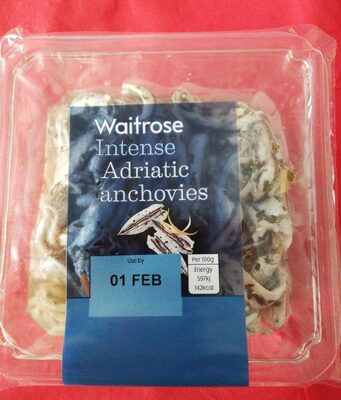 Waitrose
Intense
Adriatic
anchovies
Use by
01 FEB
Per 100g
Energy
597kJ
142kcal